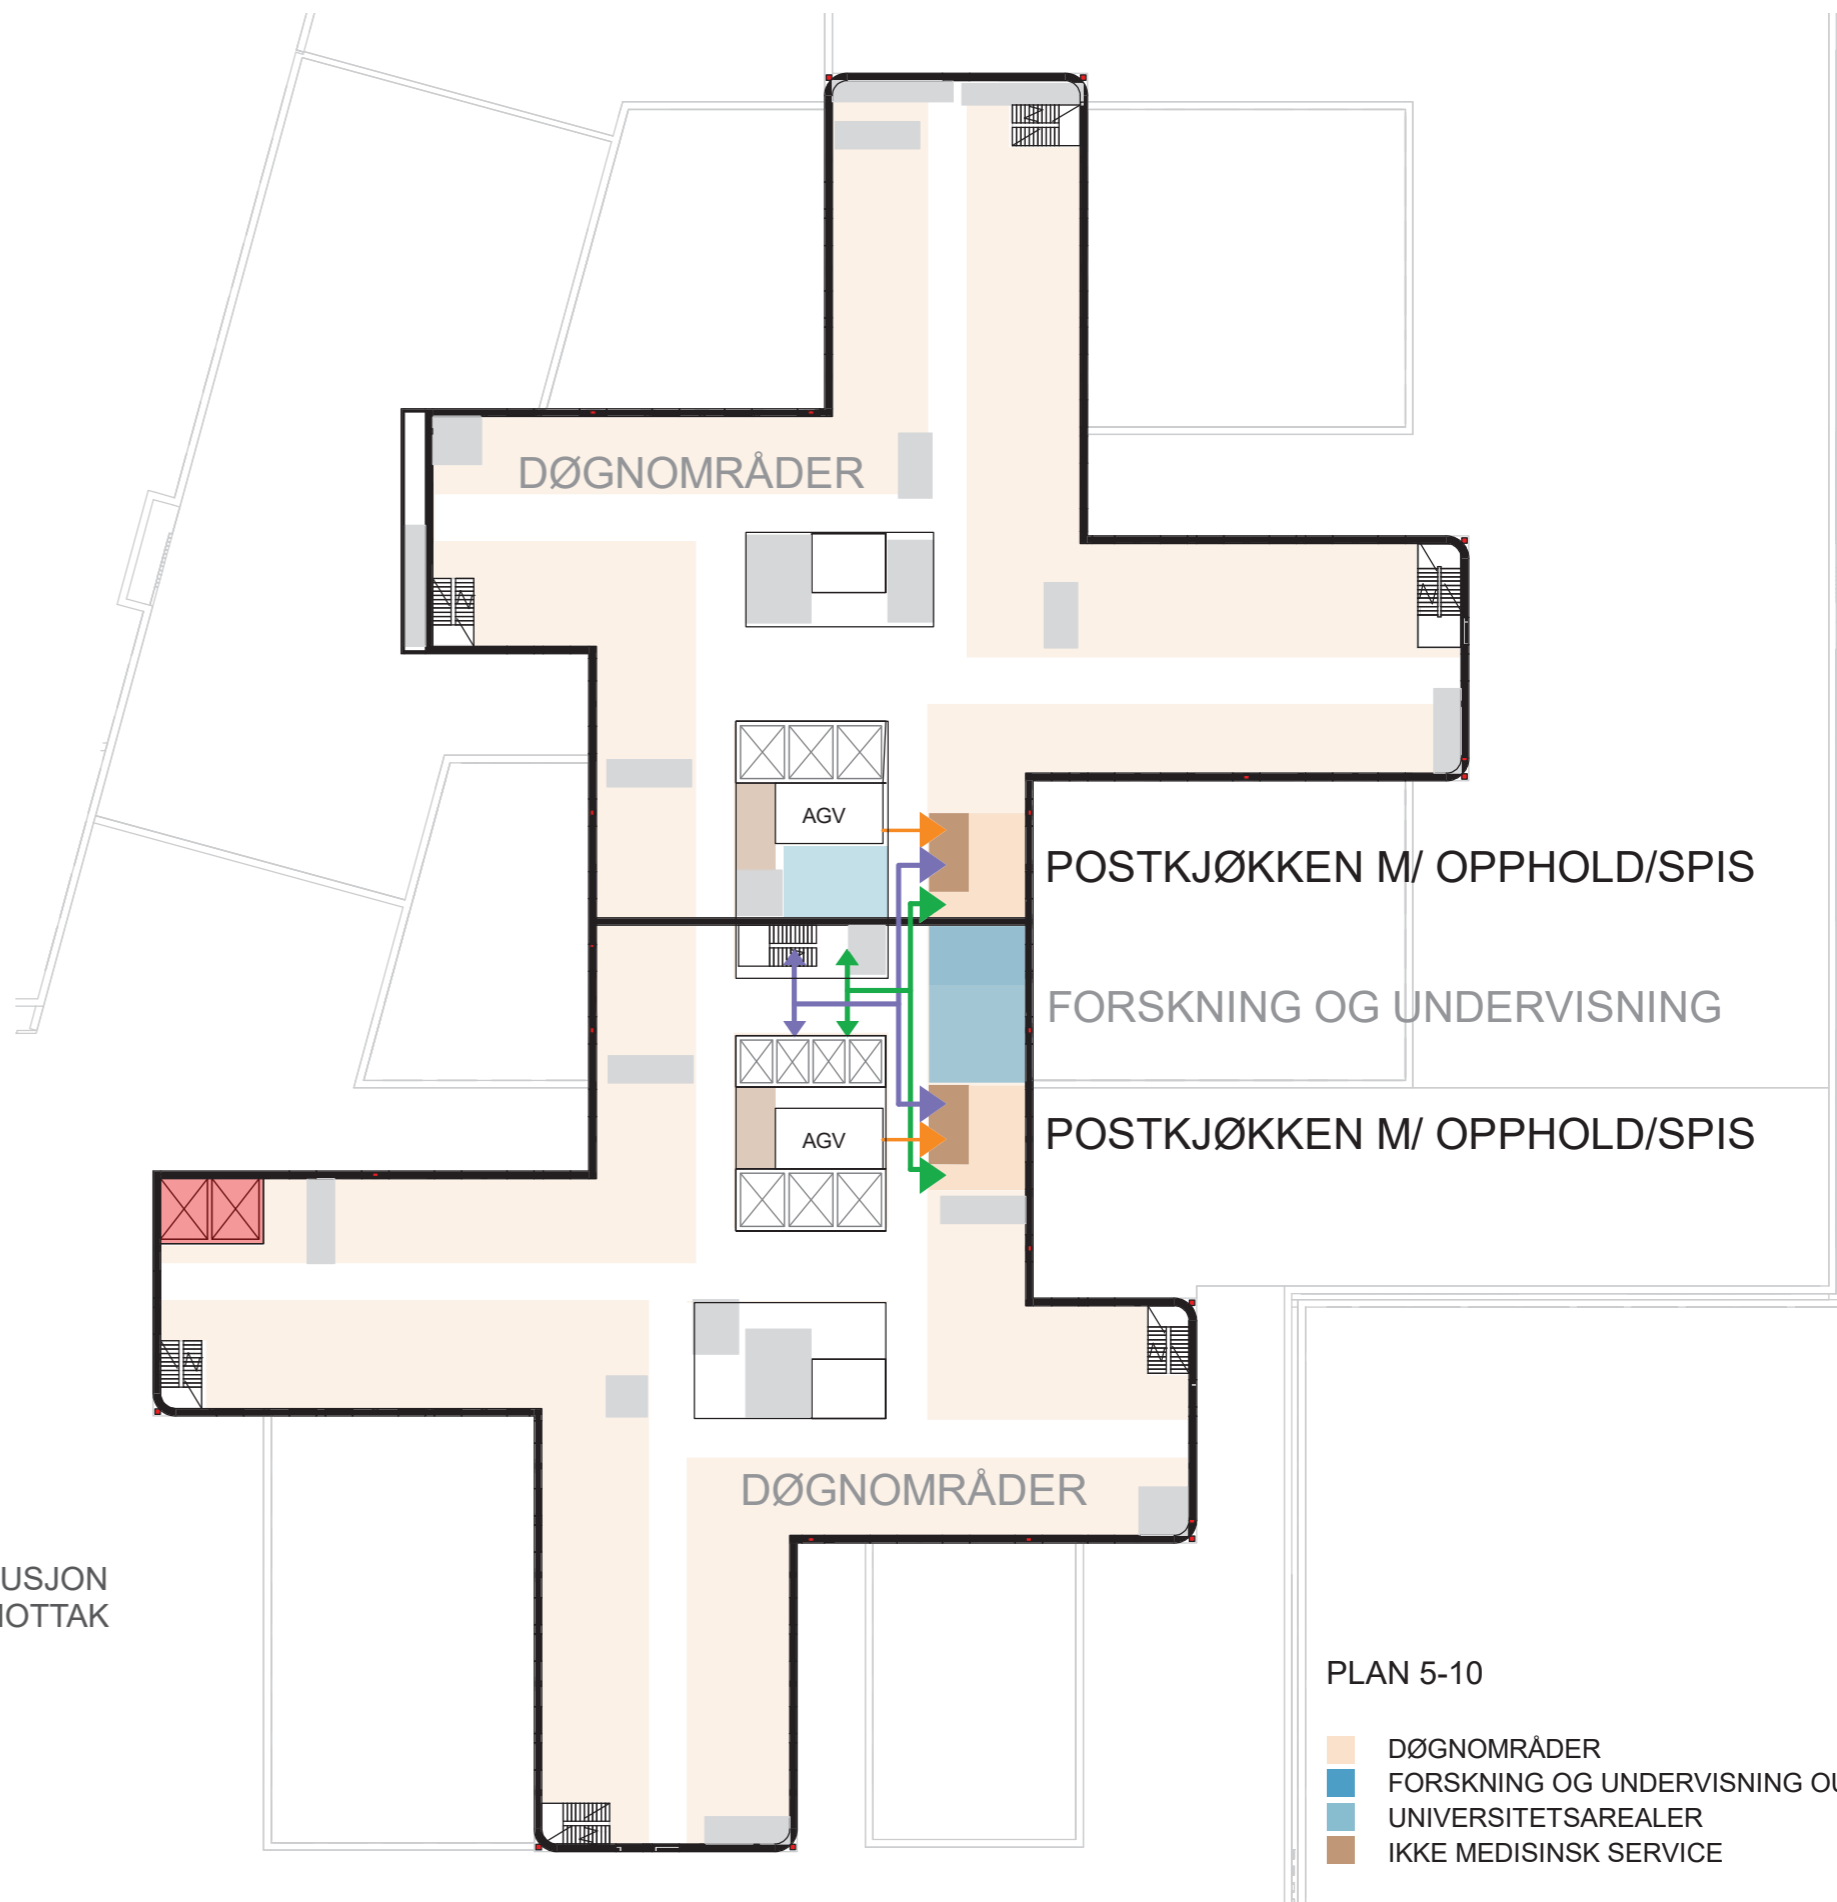 DØGNOMRÅDER
AGV
POSTKJØKKEN M/ OPPHOLD/SPIS
FORSKNING OG UNDERVISNING
POSTKJØKKEN M/ OPPHOLD/SPIS
AGV
DØGNOMRÅDER
USJON
OTTAK
PLAN 5-10
DØGNOMRÅDER
FORSKNING OG UNDERVISNING OU
UNIVERSITETSAREALER
IKKE MEDISINSK SERVICE